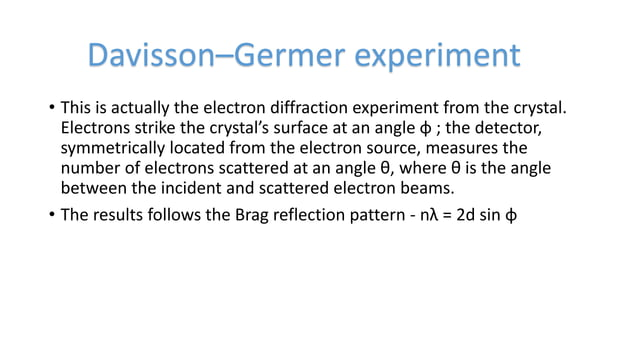 Davisson–Germer experiment
• This is actually the electron diffraction experiment from the crystal.
Electrons strike the crystal’s surface at an angle ϕ ; the detector,
symmetrically located from the electron source, measures the
number of electrons scattered at an angle θ, where θ is the angle
between the incident and scattered electron beams.
• The results follows the Brag reflection pattern - nλ = 2d sin ϕ